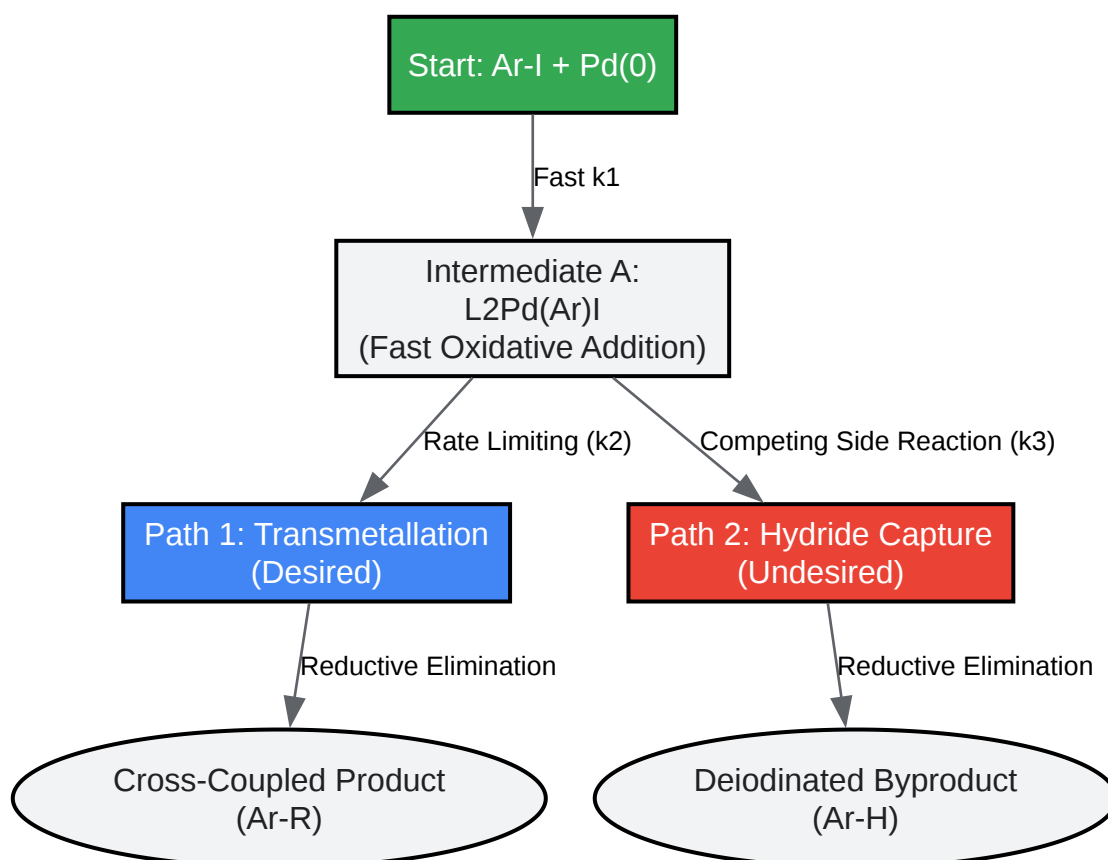 Start: Ar-I + Pd(0)
Fast k1
Intermediate A:
L2Pd(Ar)I
(Fast Oxidative Addition)
Rate Limiting (k2)
Competing Side Reaction (k3)
Path 1: Transmetallation
(Desired)
Path 2: Hydride Capture
(Undesired)
Reductive Elimination
Reductive Elimination
Cross-Coupled Product
(Ar-R)
Deiodinated Byproduct
(Ar-H)